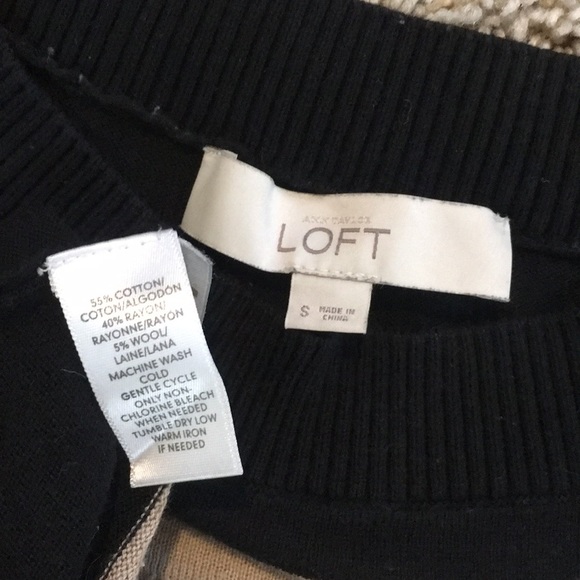 ANN TAYLOR
LOFT
S
MADE IN
CHINA
55% COTTON/
COTON/ALGODÓN
40% RAYON/
RAYONNE/RAYON
5% WOOL/
LAINE/LANA
MACHINE WASH
COLD
GENTLE CYCLE
ONLY NON-
CHLORINE BLEACH
WHEN NEEDED
TUMBLE DRY LOW
WARM IRON
IF NEEDED